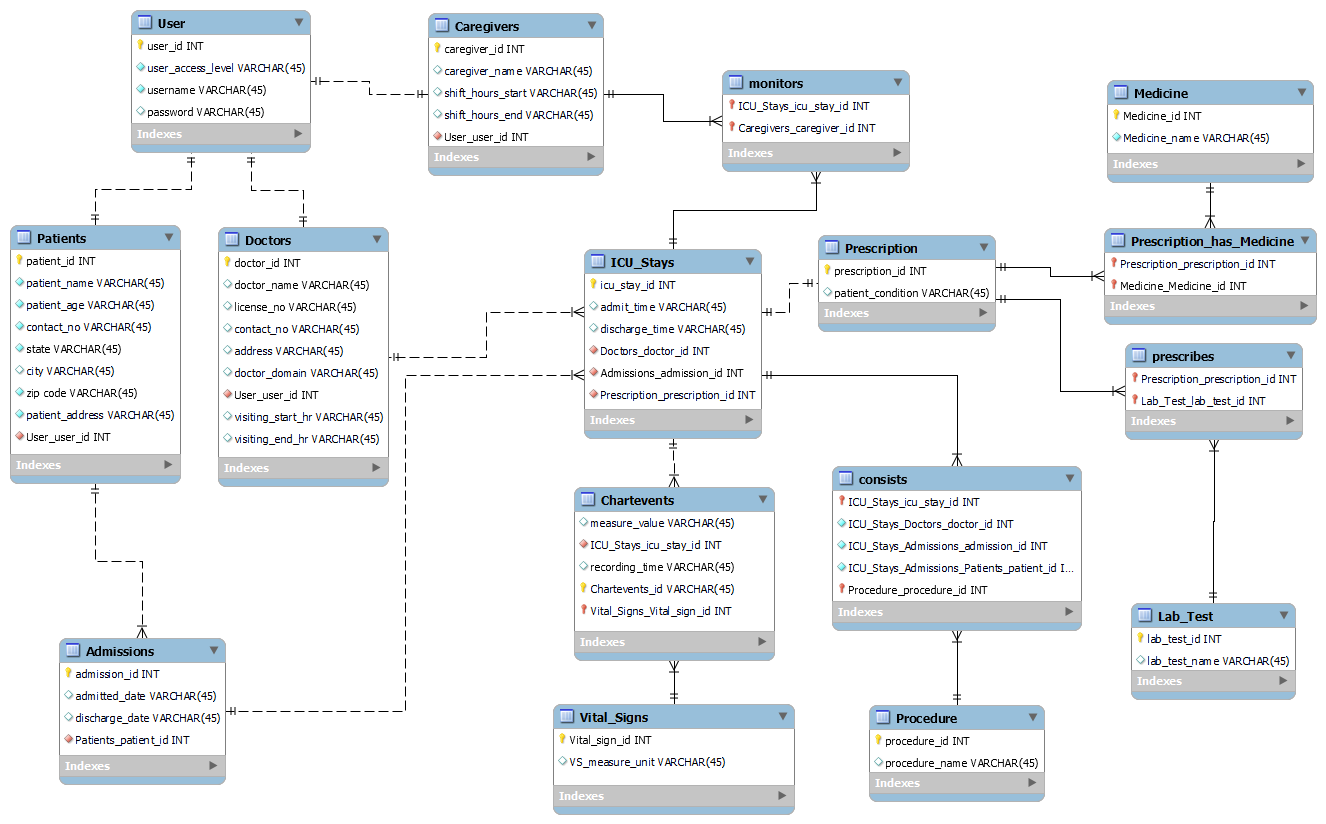 User
user_id INT
user_access_level VARCHAR(45)
username VARCHAR(45)
password VARCHAR(45)
Indexes
Caregivers
caregiver_id INT
caregiver_name VARCHAR(45)
shift_hours_start VARCHAR(45)
shift_hours_end VARCHAR(45)
User_user_id INT
Indexes
monitors
ICU_Stays_icu_stay_id INT
Caregivers_caregiver_id INT
Indexes
Medicine
Medicine_id INT
Medicine_name VARCHAR(45)
Indexes
Patients
patient_id INT
patient_name VARCHAR(45)
patient_age VARCHAR(45)
contact_no VARCHAR(45)
state VARCHAR(45)
city VARCHAR(45)
zip code VARCHAR(45)
patient_address VARCHAR(45)
User_user_id INT
Indexes
Doctors
doctor_id INT
doctor_name VARCHAR(45)
license_no VARCHAR(45)
contact_no VARCHAR(45)
address VARCHAR(45)
doctor_domain VARCHAR(45)
User_user_id INT
visiting_start_hr VARCHAR(45)
visiting_end_hr VARCHAR(45)
Indexes
ICU_Stays
icu_stay_id INT
admit_time VARCHAR(45)
discharge_time VARCHAR(45)
Doctors_doctor_id INT
Admissions_admission_id INT
Prescription_prescription_id INT
Indexes
Prescription
prescription_id INT
patient_condition VARCHAR(45)
Indexes
Prescription_has_Medicine
Prescription_prescription_id INT
Medicine_Medicine_id INT
Indexes
prescribes
Prescription_prescription_id INT
Lab_Test_lab_test_id INT
Indexes
Chartevents
measure_value VARCHAR(45)
ICU_Stays_icu_stay_id INT
recording_time VARCHAR(45)
Chartevents_id VARCHAR(45)
Vital_Signs_Vital_sign_id INT
Indexes
consists
ICU_Stays_icu_stay_id INT
ICU_Stays_Doctors_doctor_id INT
ICU_Stays_Admissions_admission_id INT
ICU_Stays_Admissions_Patients_patient_id I...
Procedure_procedure_id INT
Indexes
Lab_Test
lab_test_id INT
lab_test_name VARCHAR(45)
Indexes
Admissions
admission_id INT
admitted_date VARCHAR(45)
discharge_date VARCHAR(45)
Patients_patient_id INT
Indexes
Vital_Signs
Vital_sign_id INT
VS_measure_unit VARCHAR(45)
Indexes
Procedure
procedure_id INT
procedure_name VARCHAR(45)
Indexes